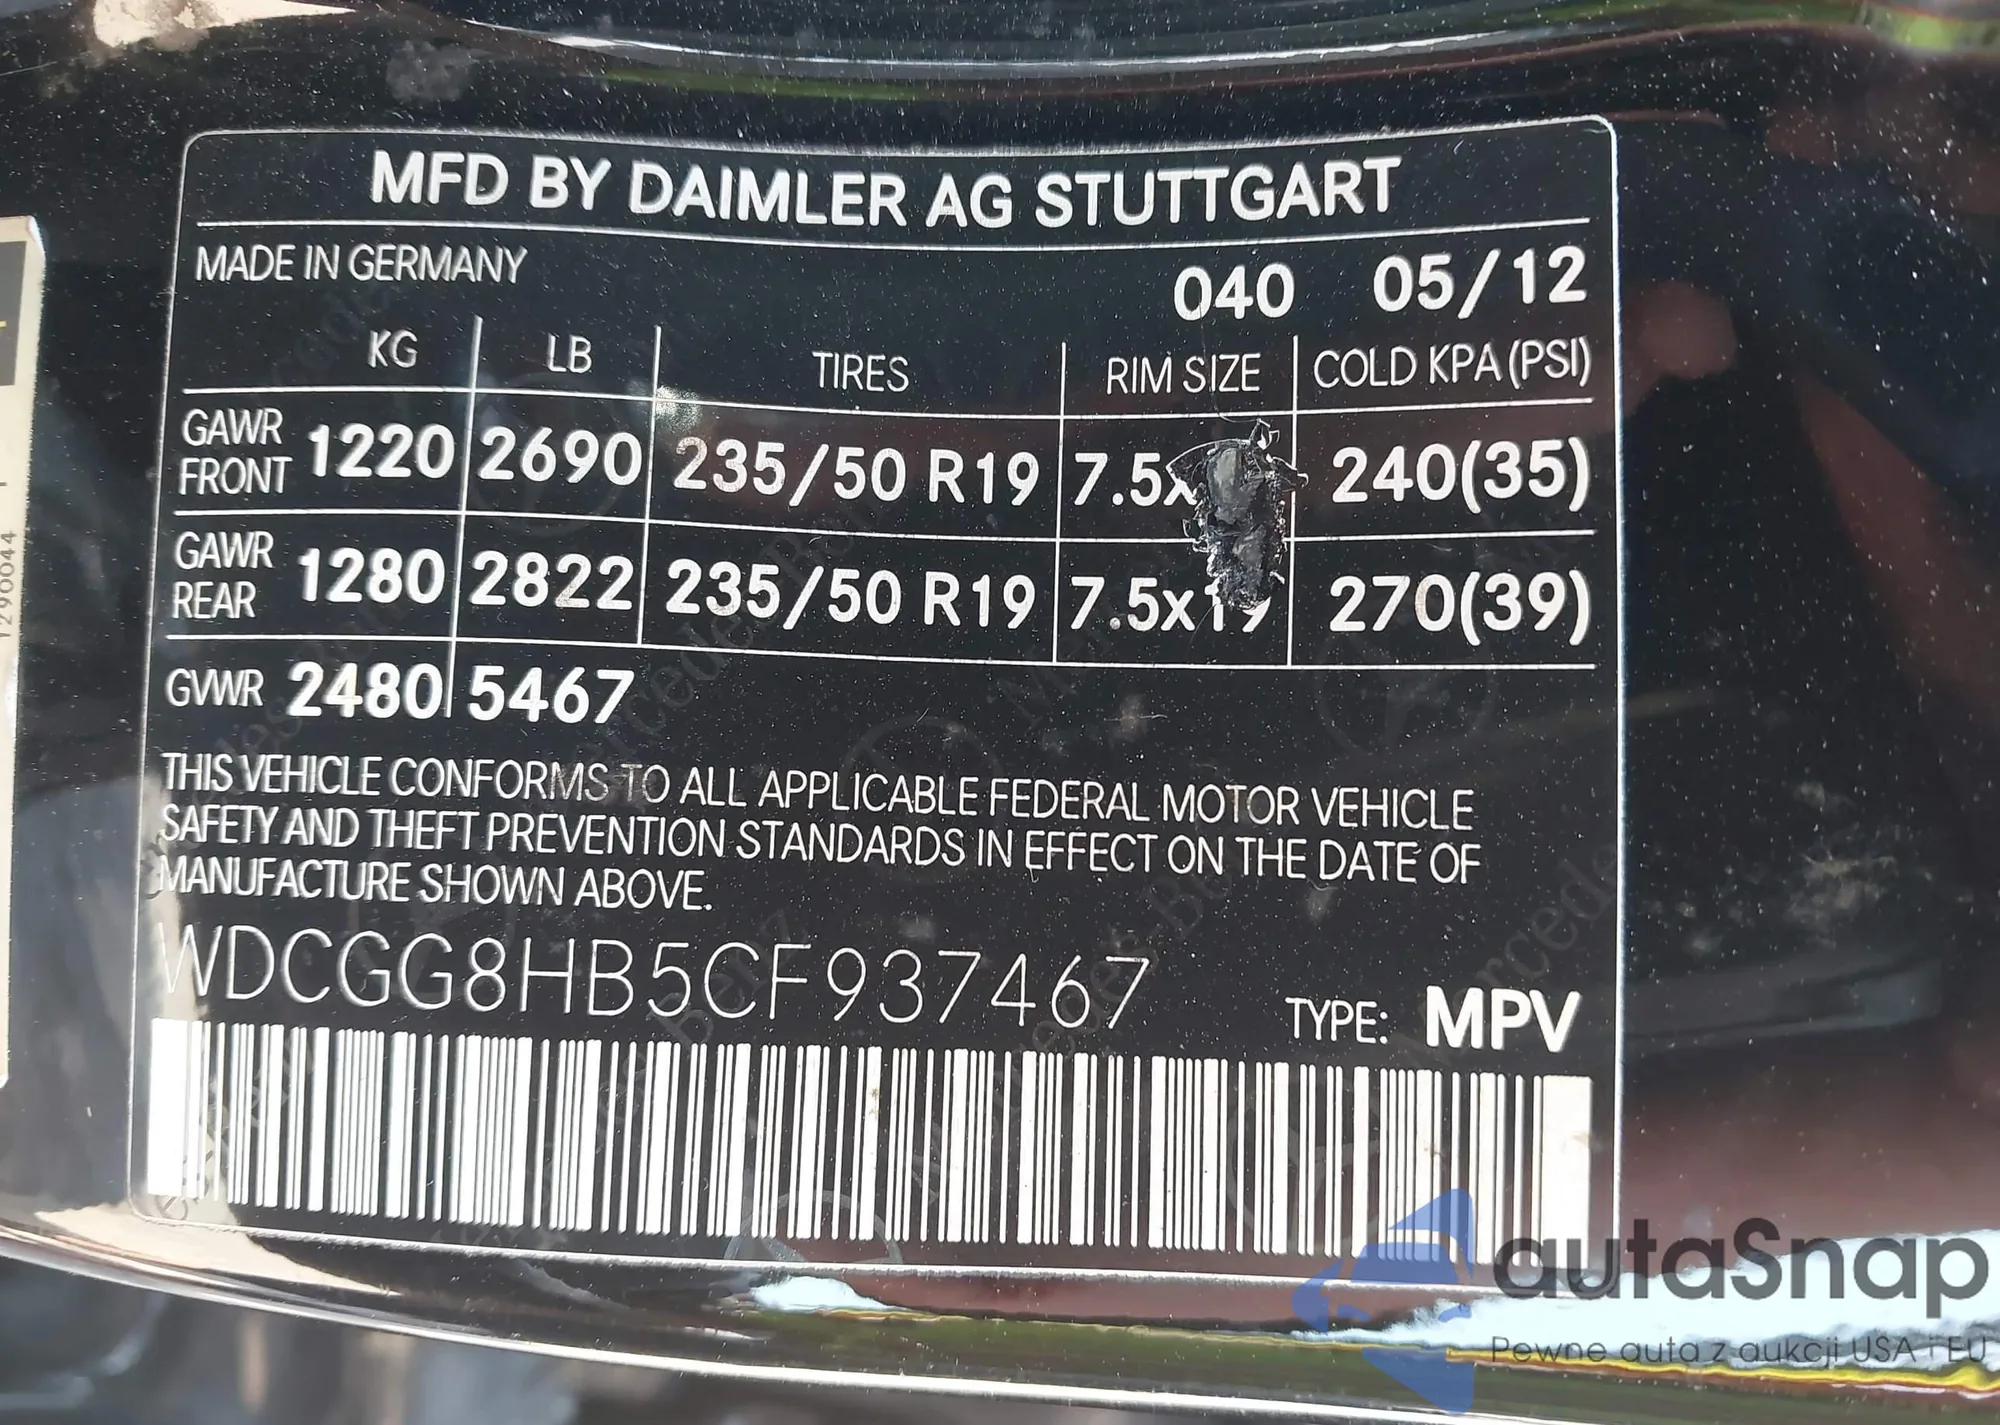 MFD BY DAIMLER AG STUTTGART
MADE IN GERMANY 040 05/12
KG LB TIRES RIM SIZE COLD KPA (PSI)
GAWR FRONT 1220 2690 235/50 R19 7.5x 240(35)
GAWR REAR 1280 2822 235/50 R19 7.5x19 270(39)
GVWR 2480 5467
THIS VEHICLE CONFORMS TO ALL APPLICABLE FEDERAL MOTOR VEHICLE
SAFETY AND THEFT PREVENTION STANDARDS IN EFFECT ON THE DATE OF
MANUFACTURE SHOWN ABOVE.
WDCGG8HB5CF937467 TYPE: MPV
1290044
autaSnap
Pewne auta z aukcji USA i EU